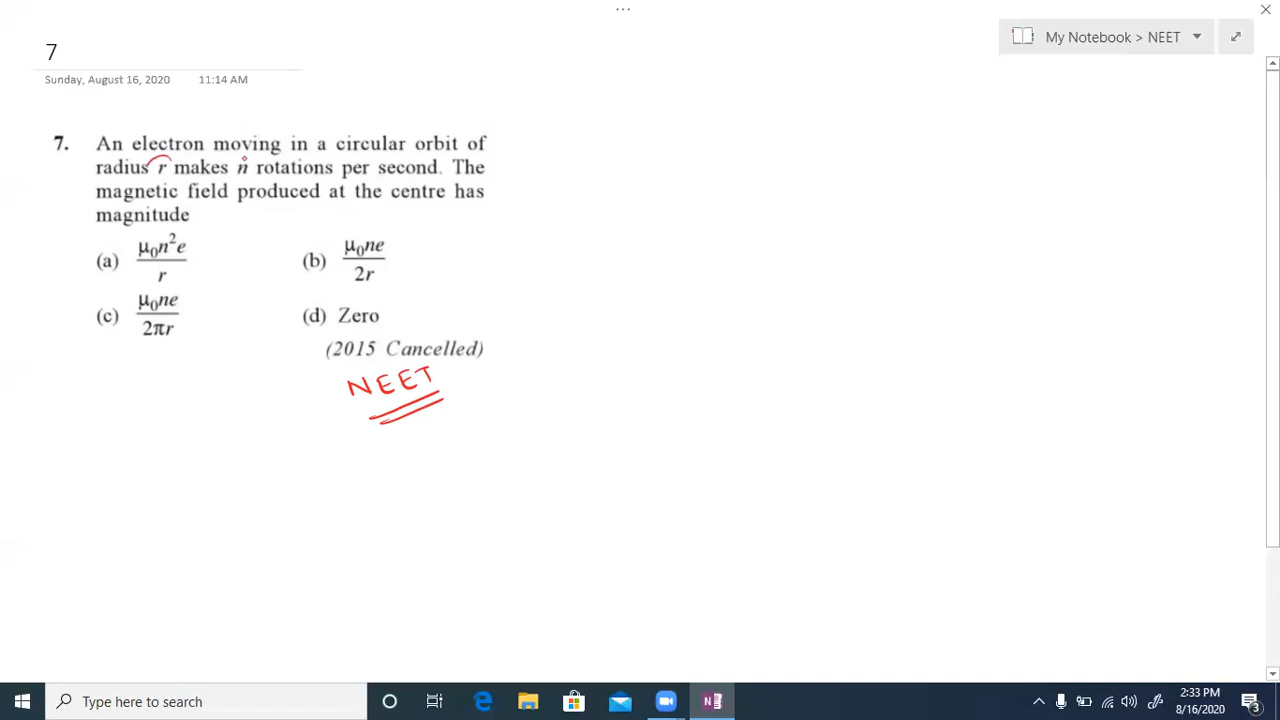 ...
7
My Notebook > NEET
Sunday, August 16, 2020 11:14 AM
7. An electron moving in a circular orbit of
radius r makes n rotations per second. The
magnetic field produced at the centre has
magnitude
(a) μ₀n²e/r (b) μ₀ne/2r
(c) μ₀ne/2πr (d) Zero
(2015 Cancelled)
NEET
Type here to search
2:33 PM
8/16/2020
3